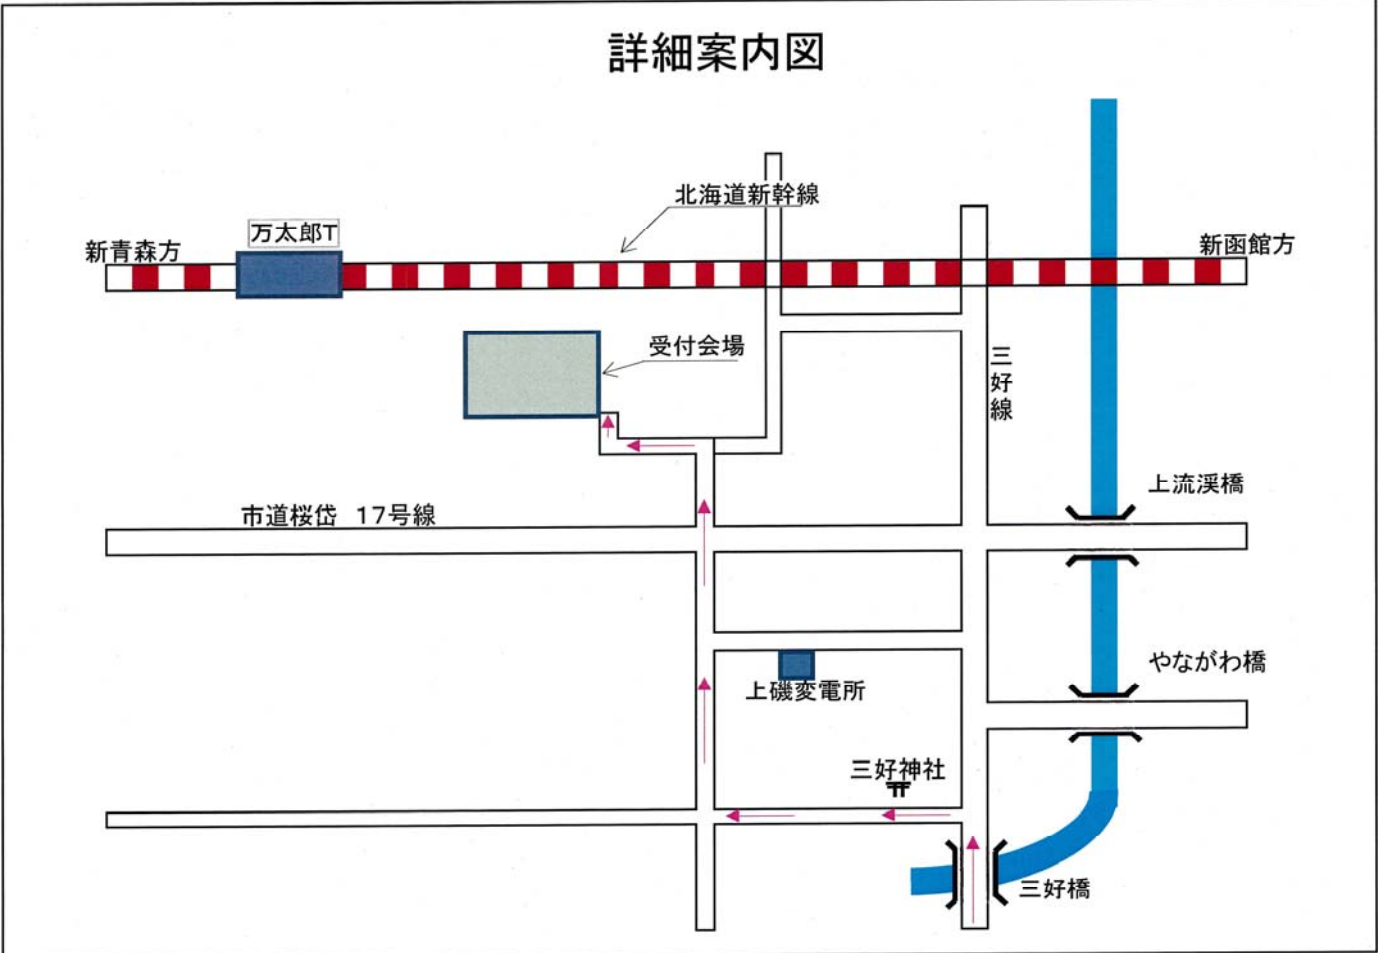 詳細案内図
北海道新幹線
万太郎T
新青森方
新函館方
受付会場
三好線
上流渓橋
市道桜岱 17号線
やながわ橋
上磯変電所
三好神社
三好橋